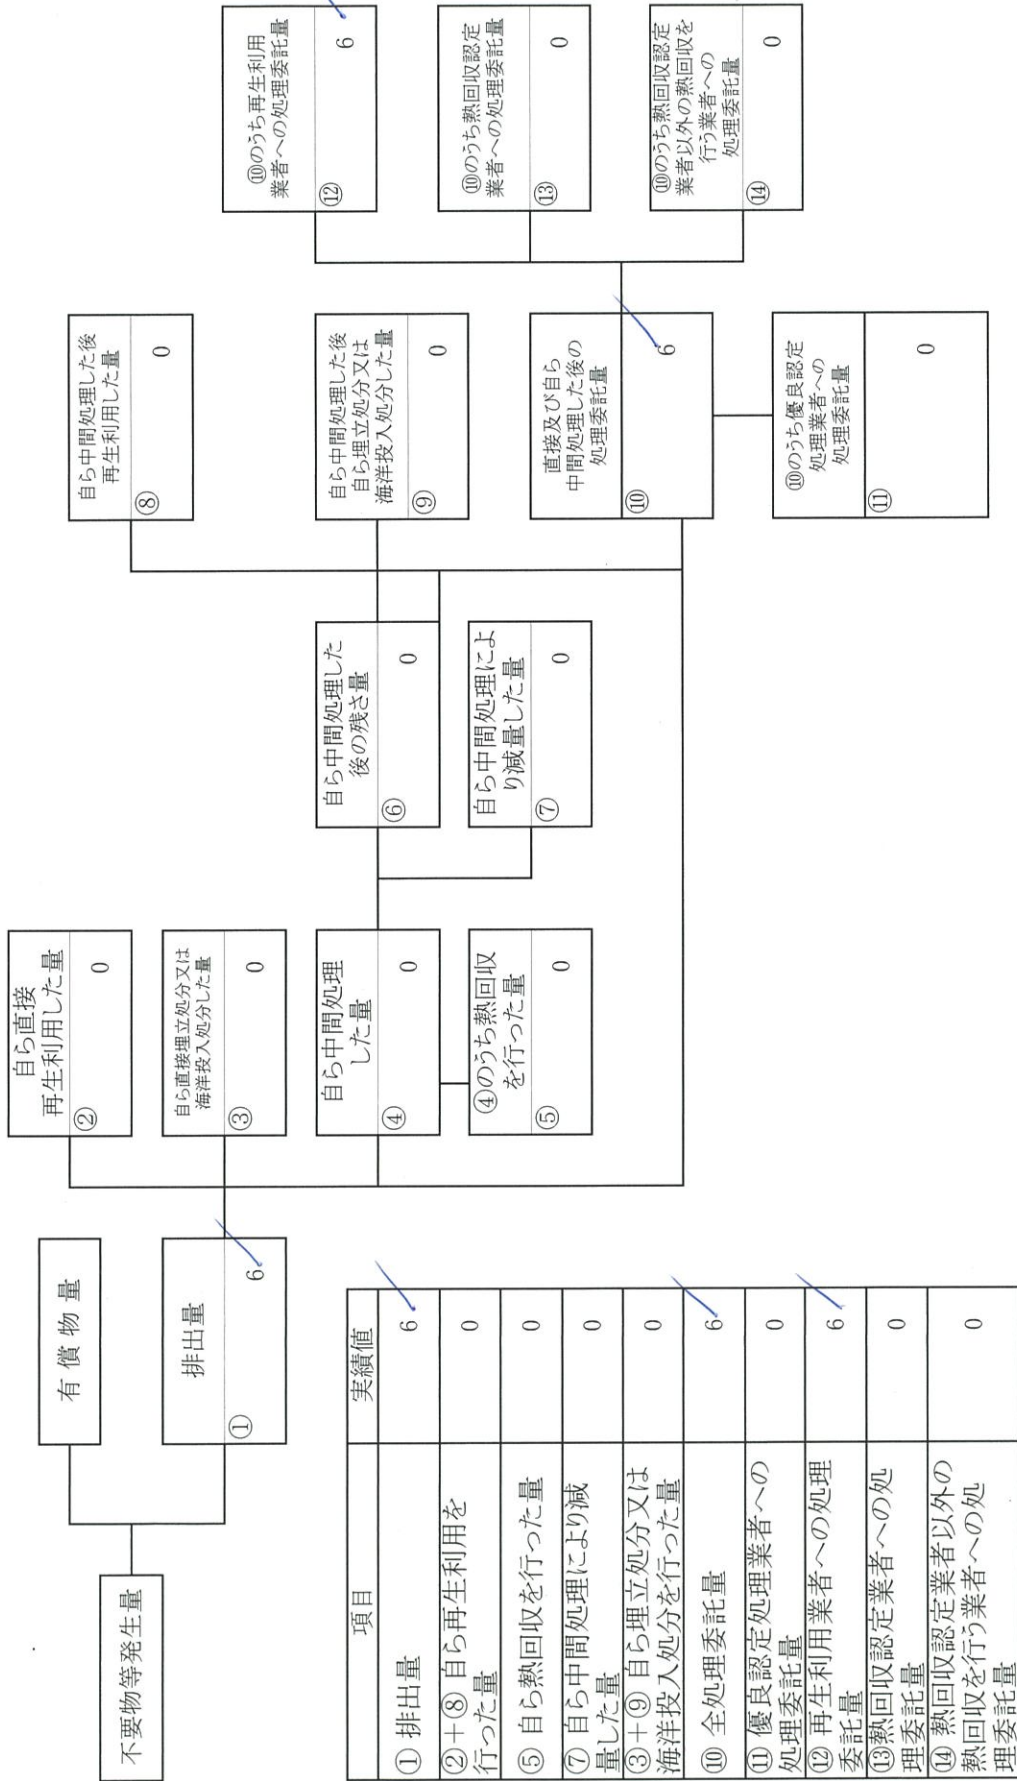 不要物等発生量
有償物量
排出量
①
6
自ら直接
再生利用した量
②
0
自ら直接埋立処分又は
海洋投入処分した量
③
0
自ら中間処理
した量
④
0
④のうち熱回収
を行った量
⑤
0
自ら中間処理した
後の残さ量
⑥
0
自ら中間処理によ
り減量した量
⑦
0
自ら中間処理した後
再生利用した量
⑧
0
自ら中間処理した後
自ら埋立処分又は
海洋投入処分した量
⑨
0
直接及び自ら
中間処理した後の
処理委託量
⑩
6
⑩のうち優良認定
処理業者への
処理委託量
⑪
0
⑩のうち再生利用
業者への処理委託量
⑫
6
⑩のうち熱回収認定
業者への処理委託量
⑬
0
⑩のうち熱回収認定
業者以外の熱回収を
行う業者への
処理委託量
⑭
0
項目 実績値
① 排出量 6
②+⑧ 自ら再生利用を
行った量 0
⑤ 自ら熱回収を行った量 0
⑦ 自ら中間処理により減
量した量 0
③+⑨ 自ら埋立処分又は
海洋投入処分を行った量 0
⑩ 全処理委託量 6
⑪ 優良認定処理業者への
処理委託量 0
⑫ 再生利用業者への処理
委託量 6
⑬熱回収認定業者への処
理委託量 0
⑭ 熱回収認定業者以外の
熱回収を行う業者への処
理委託量 0